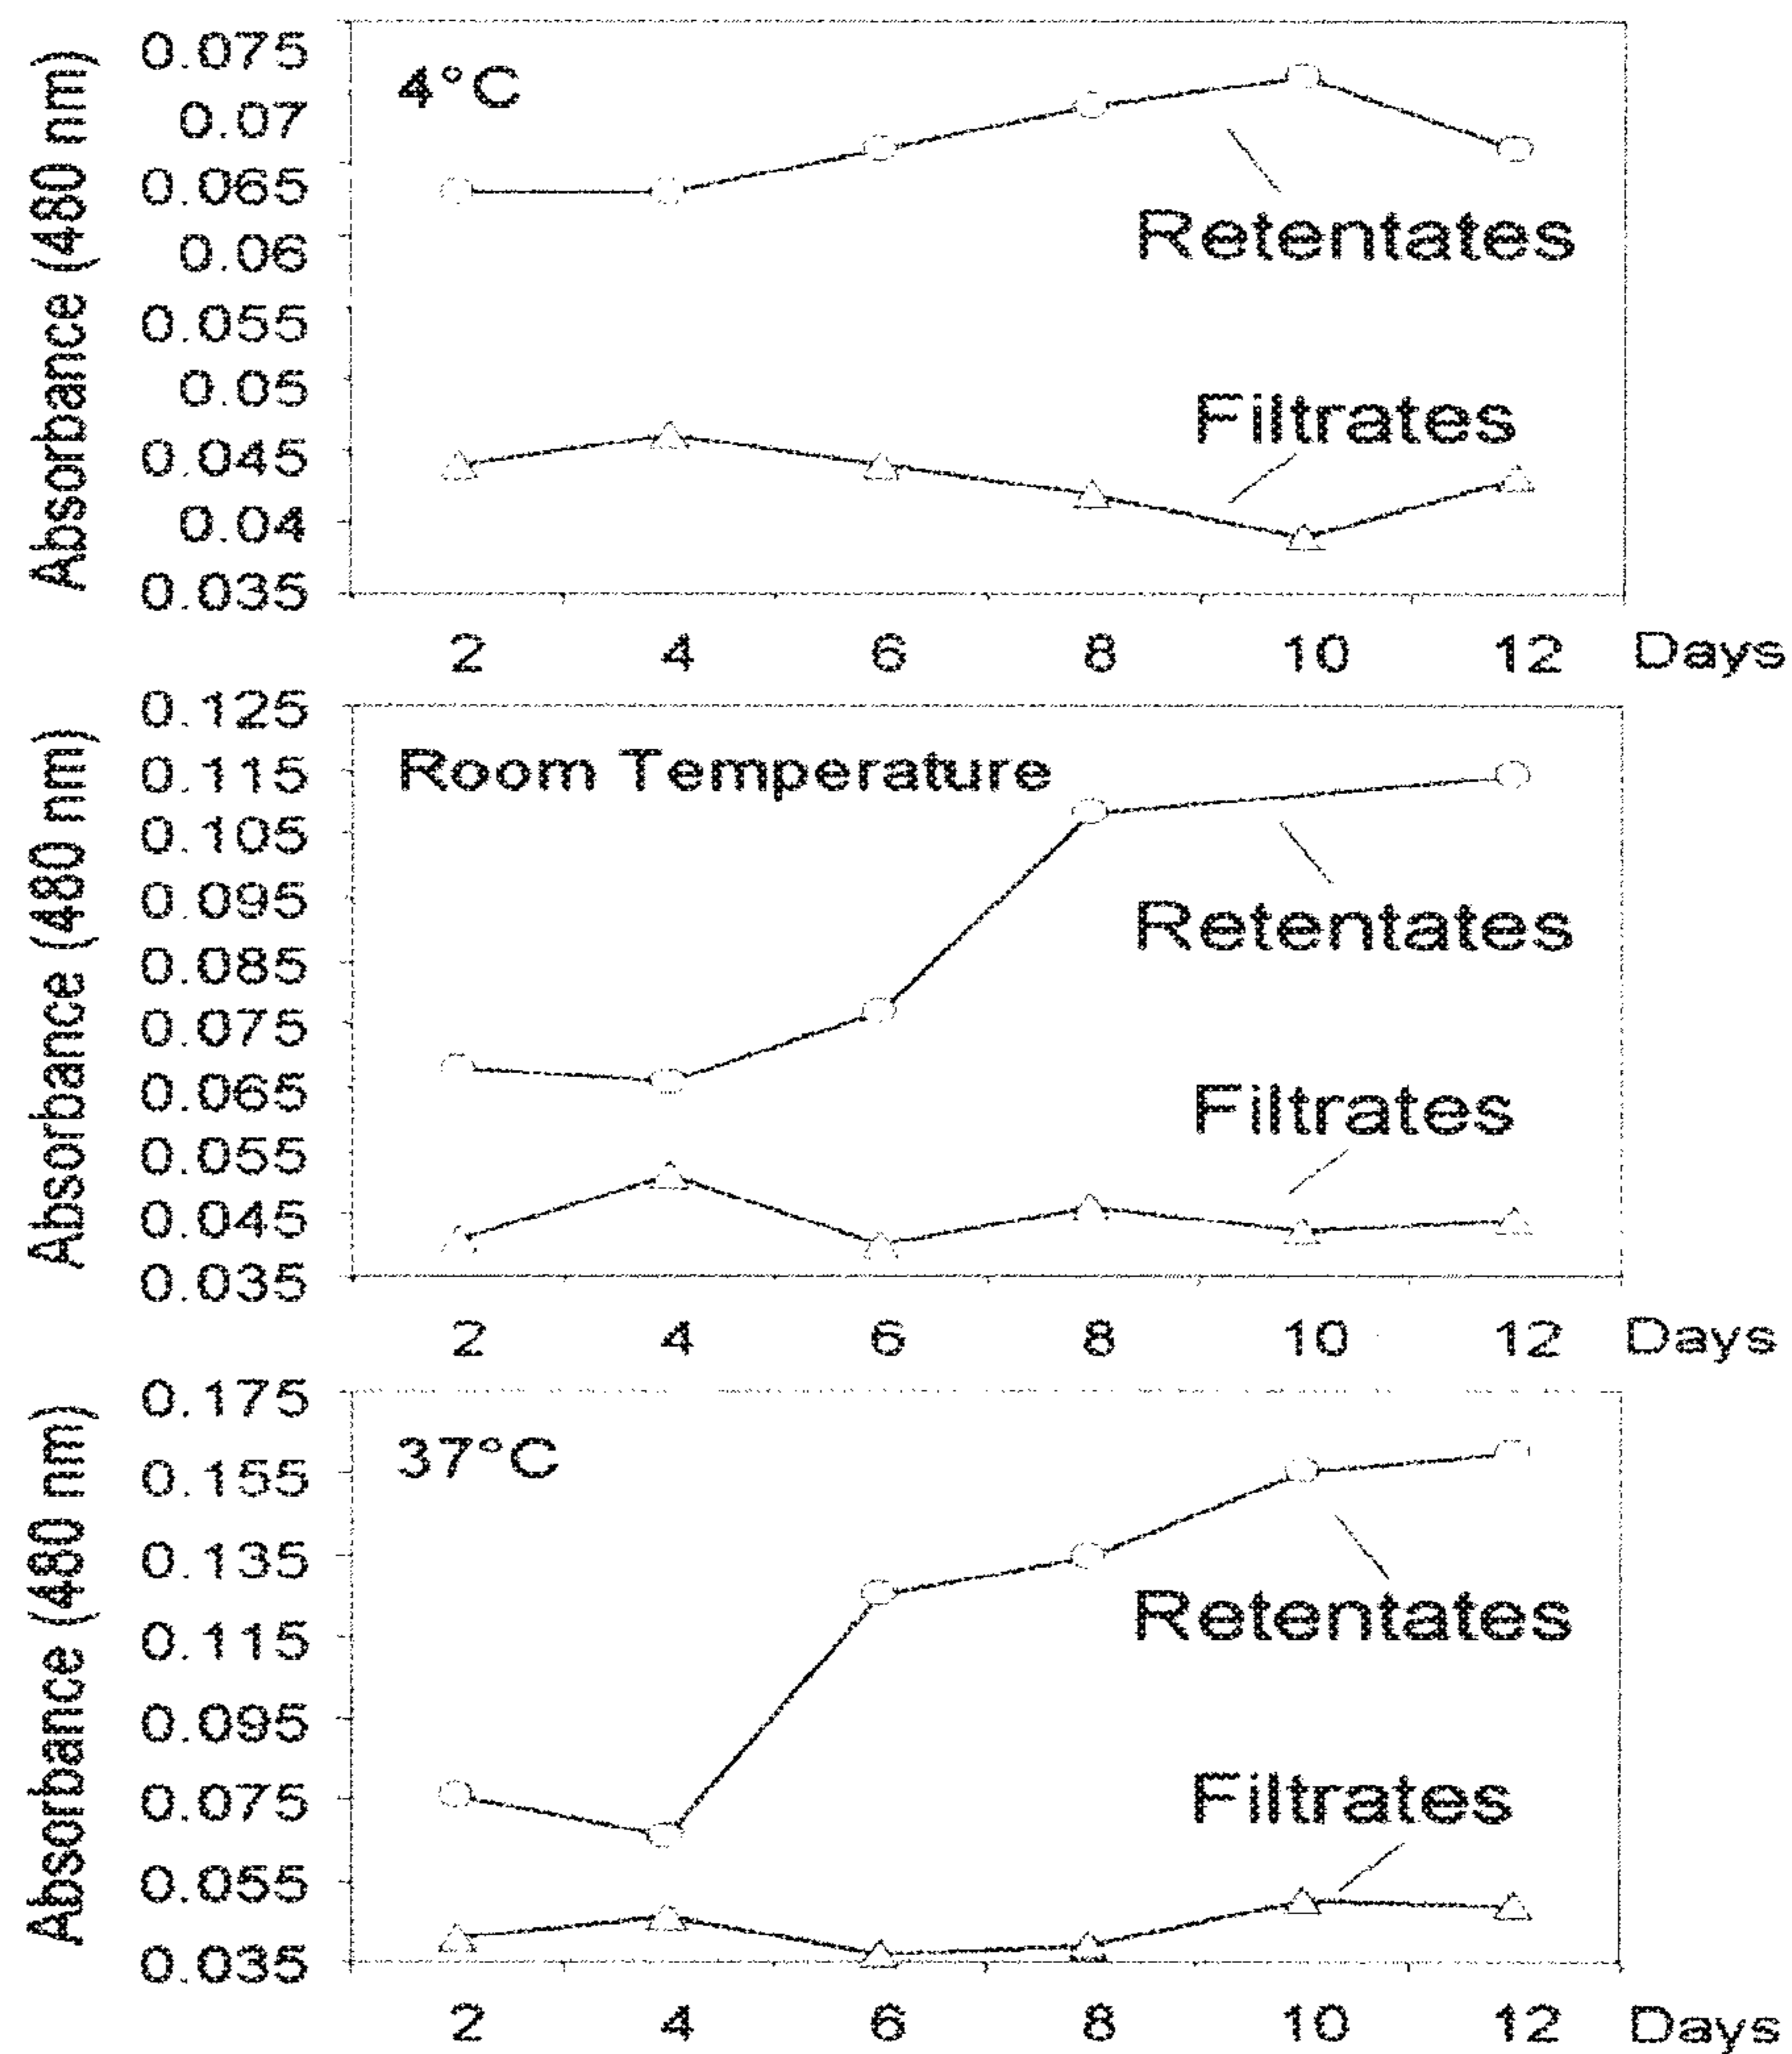 Absorbance (480 nm)
0.075
0.07
0.065
0.06
0.055
0.05
0.045
0.04
0.035
4°C
Retentates
Filtrates
2 4 6 8 10 12 Days
Absorbance (480 nm)
0.125
0.115
0.105
0.095
0.085
0.075
0.065
0.055
0.045
0.035
Room Temperature
Retentates
Filtrates
2 4 6 8 10 12 Days
Absorbance (480 nm)
0.175
0.155
0.135
0.115
0.095
0.075
0.055
0.035
37°C
Retentates
Filtrates
2 4 6 8 10 12 Days